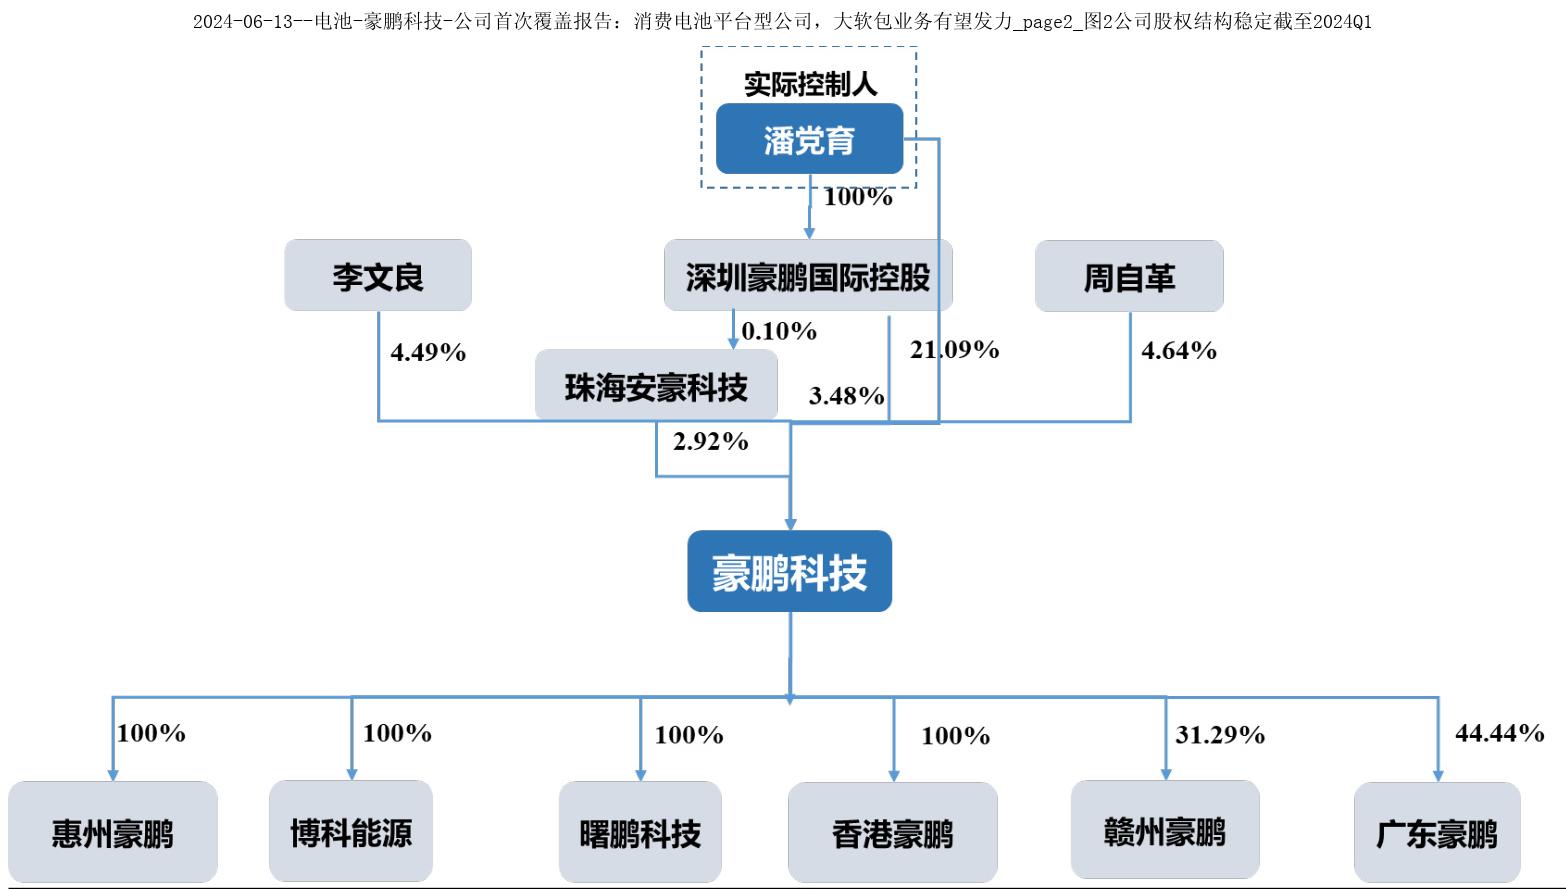 2024-06-13--电池-豪鹏科技-公司首次覆盖报告：消费电池平台型公司，大软包业务有望发力_page2_图2公司股权结构稳定截至2024Q1
实际控制人
潘党育
100%
李文良
深圳豪鹏国际控股
周自革
0.10%
4.49%
21.09%
4.64%
珠海安豪科技
3.48%
2.92%
豪鹏科技
100%
100%
100%
100%
31.29%
44.44%
惠州豪鹏
博科能源
曙鹏科技
香港豪鹏
赣州豪鹏
广东豪鹏